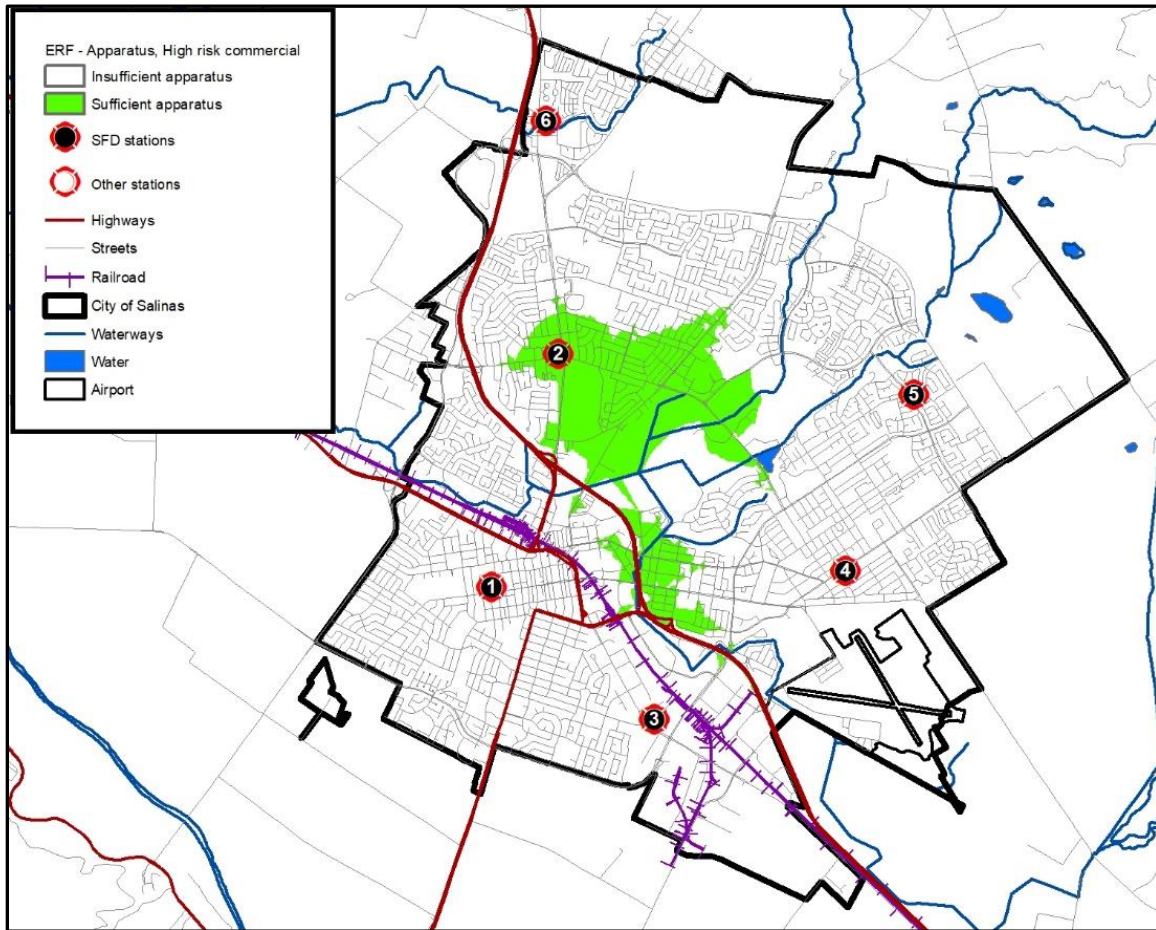 ERF - Apparatus, High risk commercial
Insufficient apparatus
Sufficient apparatus
SFD stations
Other stations
Highways
Streets
Railroad
City of Salinas
Waterways
Water
Airport
6
2
5
4
1
3